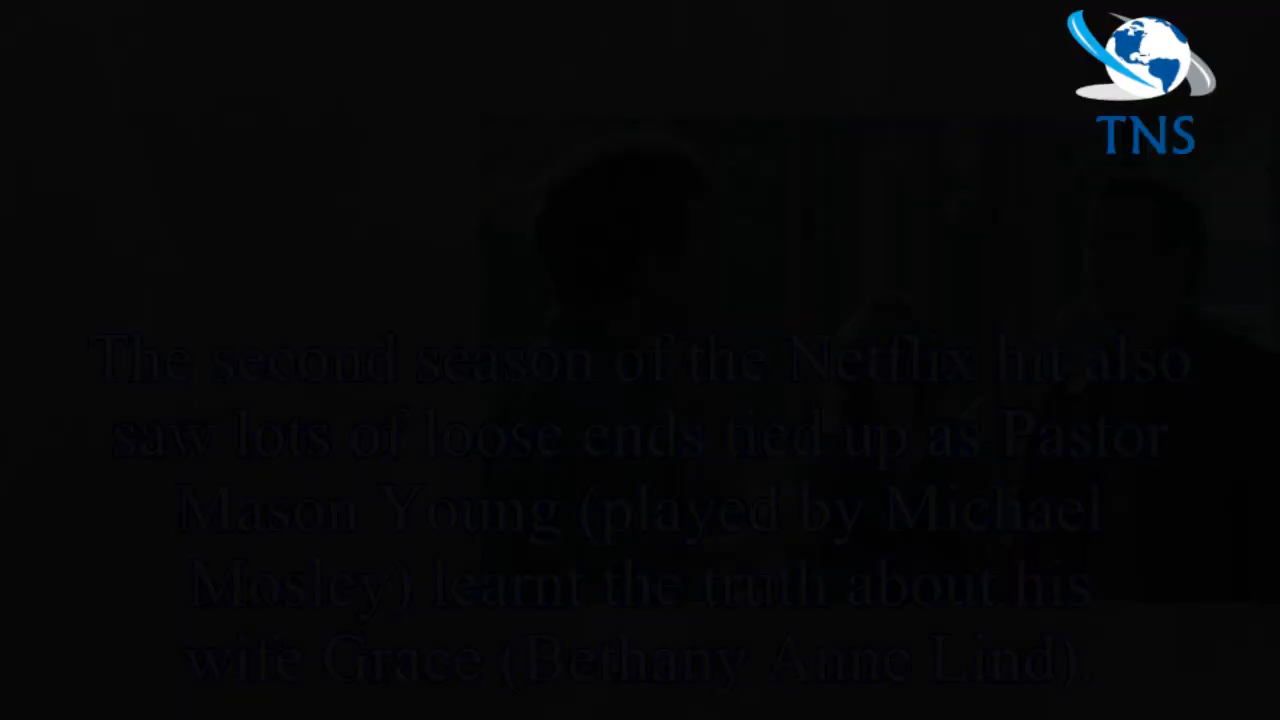 TNS
The second season of the Netflix hit also
saw lots of loose ends tied up as Pastor
Mason Young (played by Michael
Mosley) learnt the truth about his
wife Grace (Bethany Anne Lind).